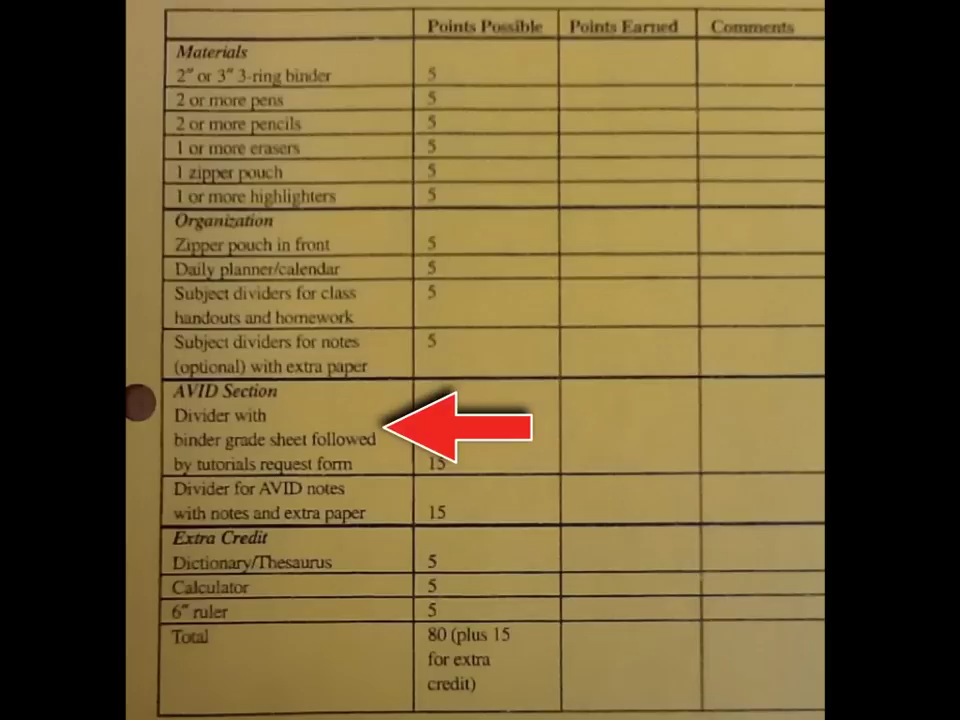 Points Possible Points Earned Comments
Materials
2" or 3" 3-ring binder 5
2 or more pens 5
2 or more pencils 5
1 or more erasers 5
1 zipper pouch 5
1 or more highlighters 5
Organization
Zipper pouch in front 5
Daily planner/calendar 5
Subject dividers for class 5
handouts and homework
Subject dividers for notes 5
(optional) with extra paper
AVID Section
Divider with
binder grade sheet followed
by tutorials request form 15
Divider for AVID notes
with notes and extra paper 15
Extra Credit
Dictionary/Thesaurus 5
Calculator 5
6" ruler 5
Total 80 (plus 15
for extra
credit)